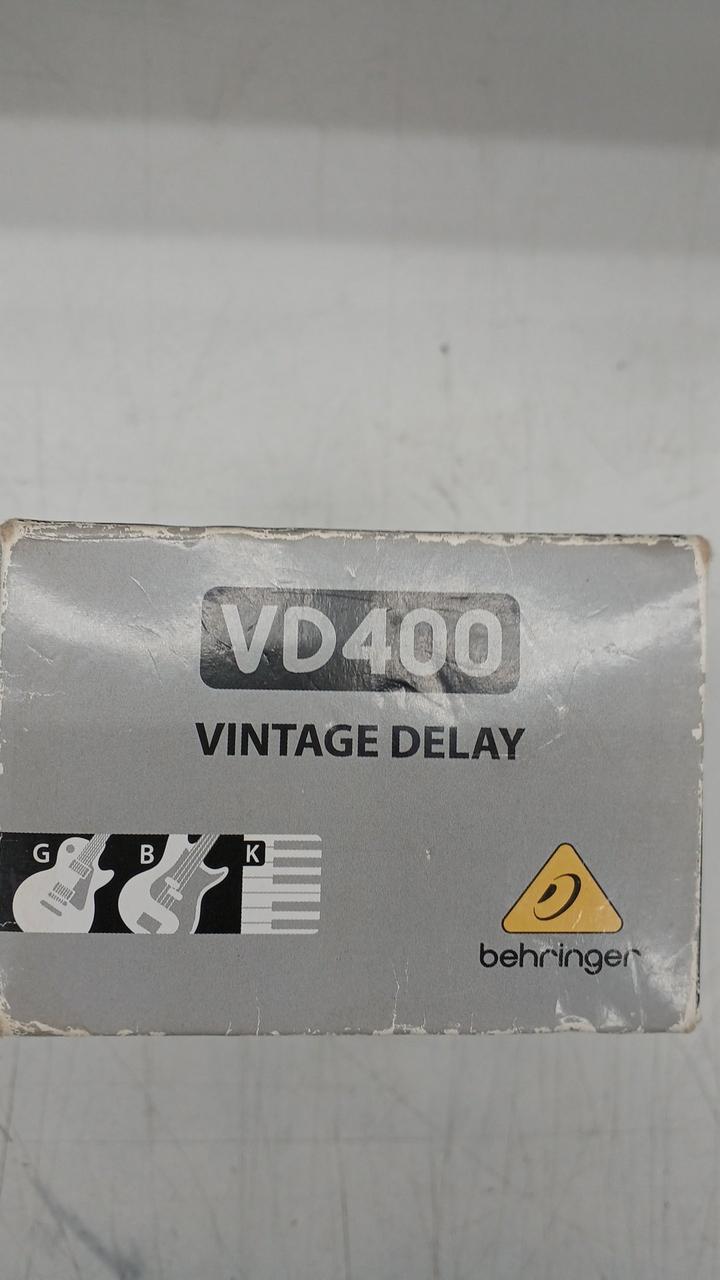 VD400
VINTAGE DELAY
G B K
behringer